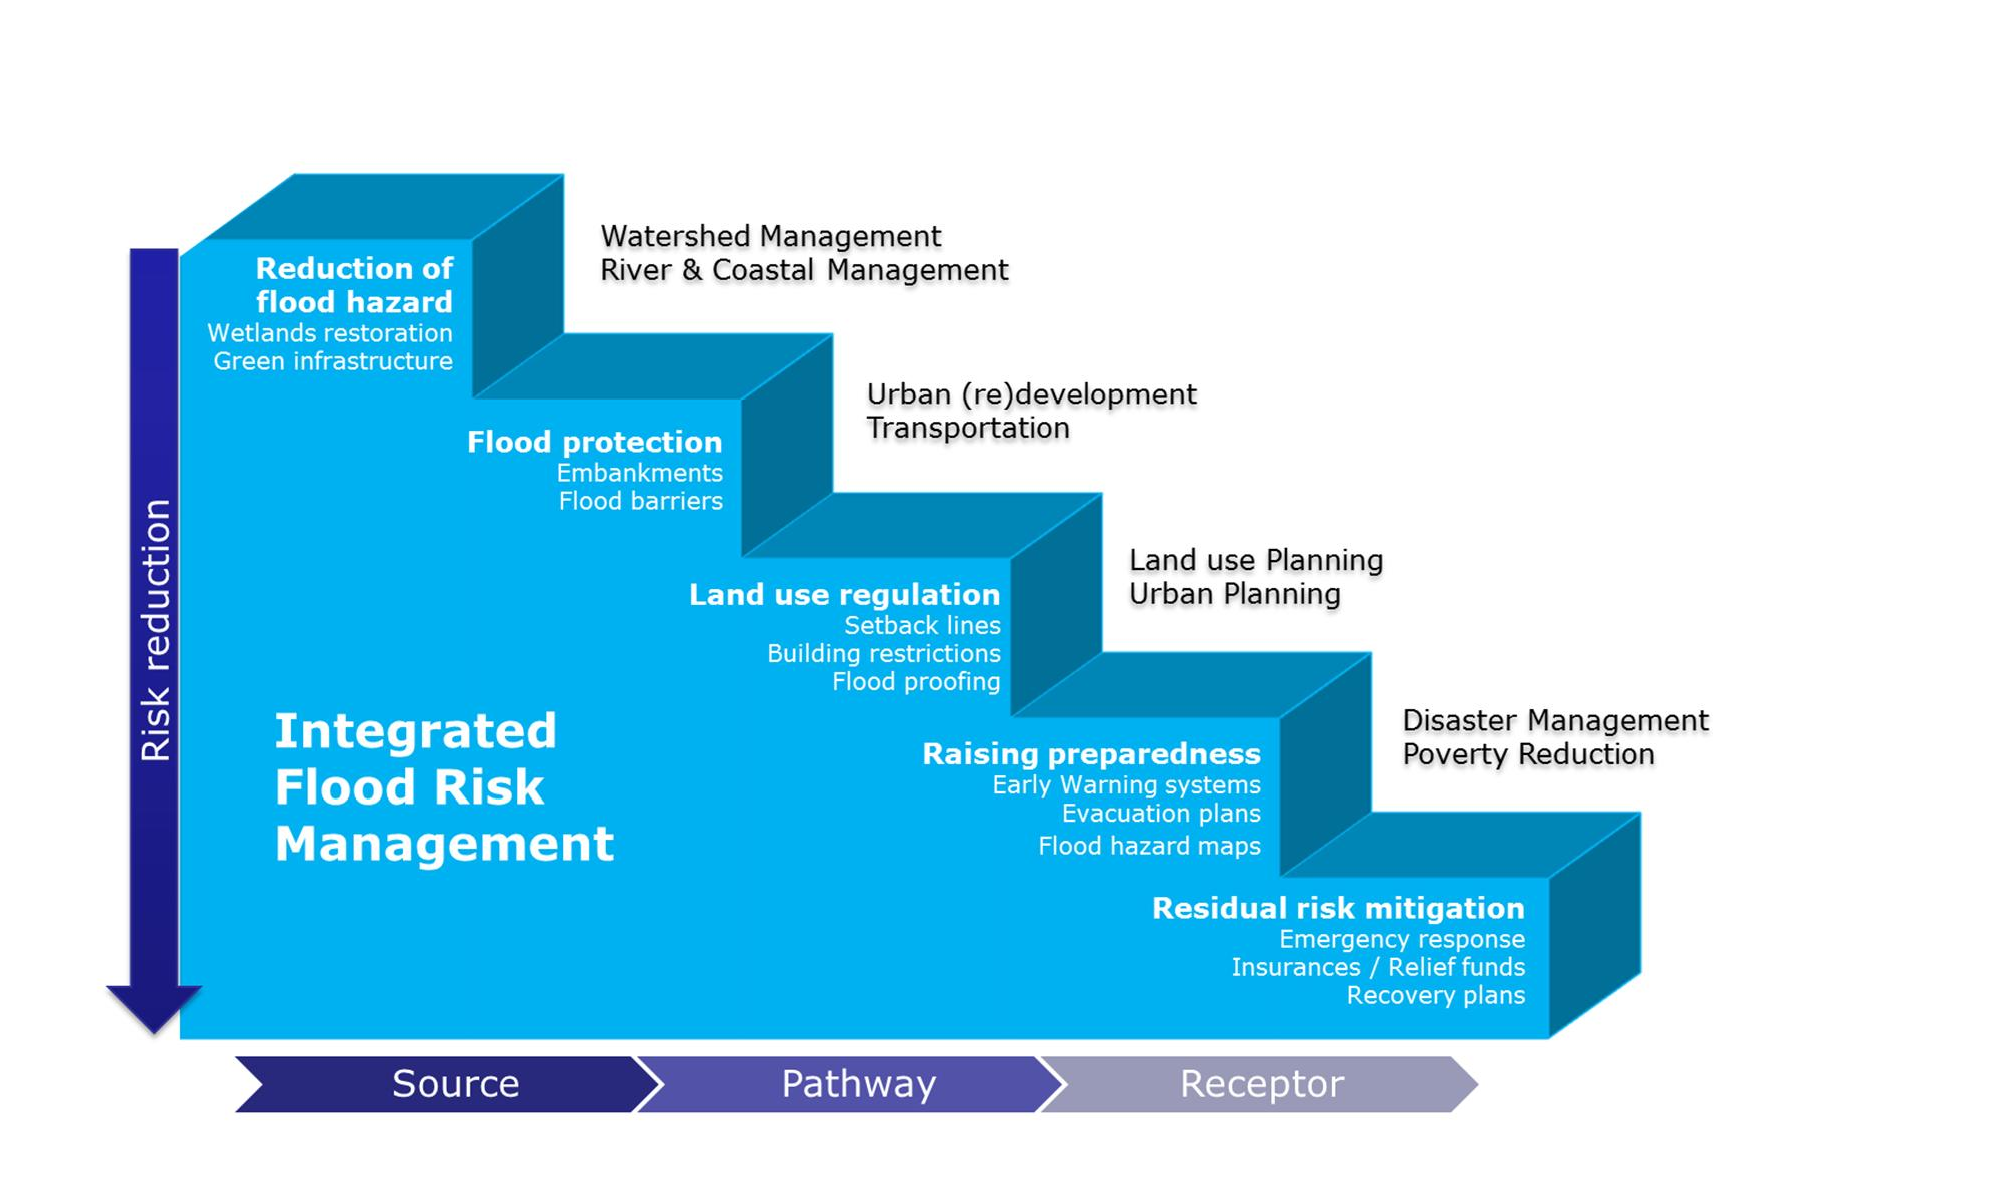 Watershed Management
River & Coastal Management
Reduction of
flood hazard
Wetlands restoration
Green infrastructure
Urban (re)development
Transportation
Flood protection
Embankments
Flood barriers
Land use Planning
Urban Planning
Land use regulation
Setback lines
Building restrictions
Flood proofing
Risk reduction
Integrated
Flood Risk
Management
Disaster Management
Poverty Reduction
Raising preparedness
Early Warning systems
Evacuation plans
Flood hazard maps
Residual risk mitigation
Emergency response
Insurances / Relief funds
Recovery plans
Source
Pathway
Receptor